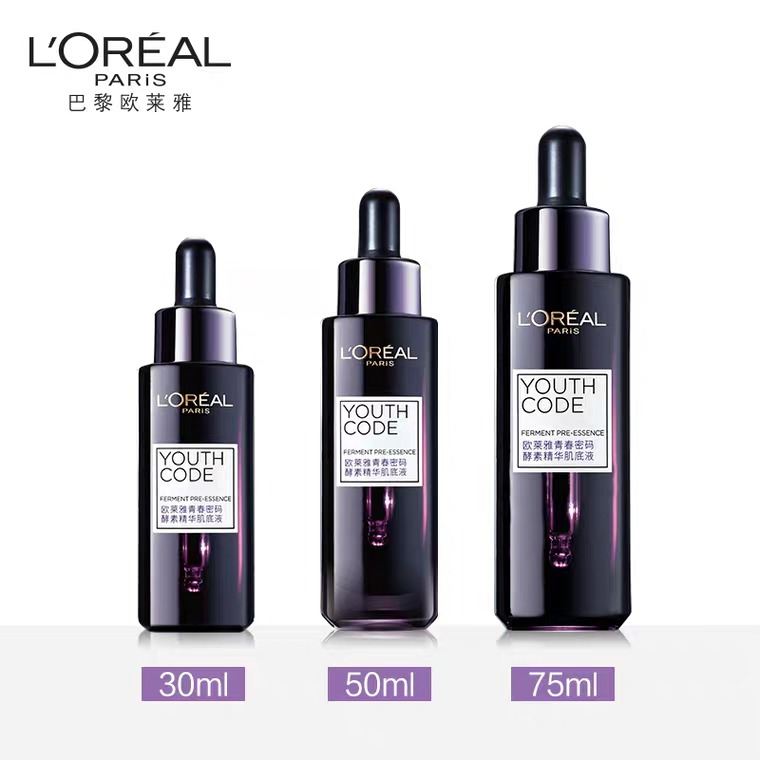 L'ORÉAL
PARiS
巴黎欧莱雅
L'ORÉAL
PARIS
YOUTH
CODE
FERMENT PRE-ESSENCE
欧莱雅青春密码
酵素精华肌底液
L'ORÉAL
PARIS
YOUTH
CODE
FERMENT PRE-ESSENCE
欧莱雅青春密码
酵素精华肌底液
L'ORÉAL
PARIS
YOUTH
CODE
FERMENT PRE-ESSENCE
欧莱雅青春密码
酵素精华肌底液
30ml
50ml
75ml